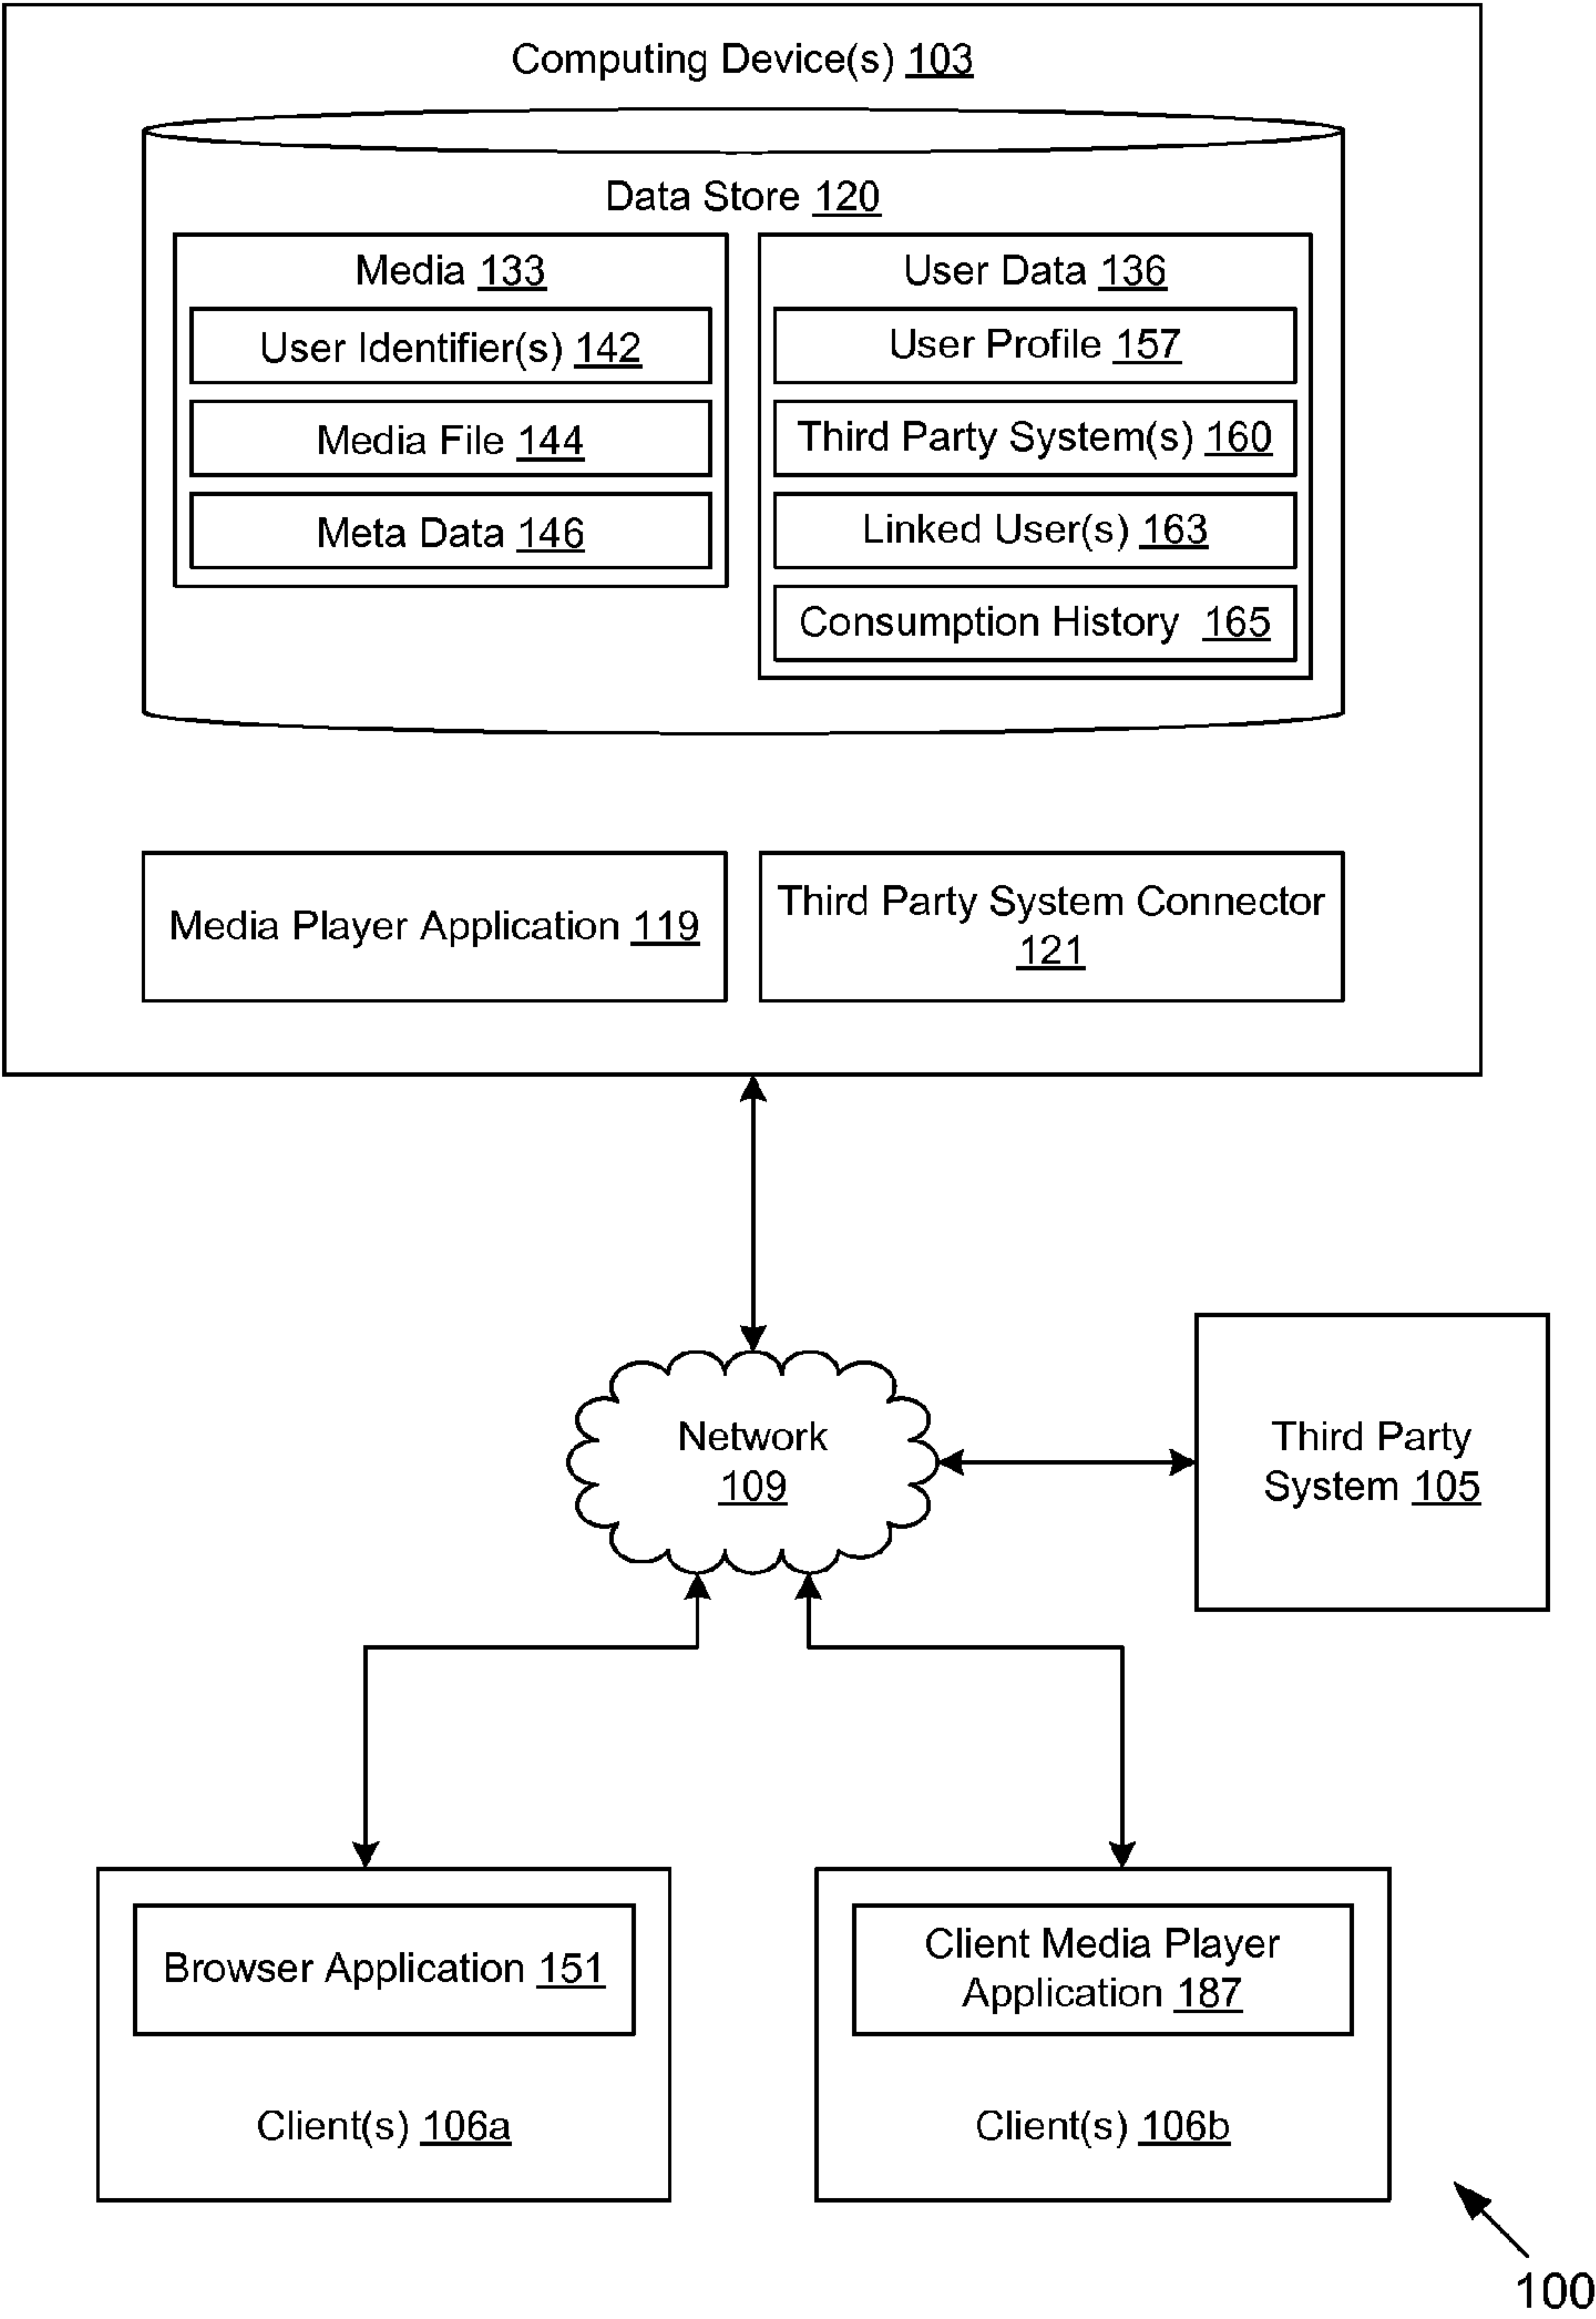 Computing Device(s) 103
Data Store 120
Media 133
User Identifier(s) 142
Media File 144
Meta Data 146
User Data 136
User Profile 157
Third Party System(s) 160
Linked User(s) 163
Consumption History 165
Media Player Application 119
Third Party System Connector
121
Network
109
Third Party
System 105
Browser Application 151
Client(s) 106a
Client Media Player
Application 187
Client(s) 106b
100